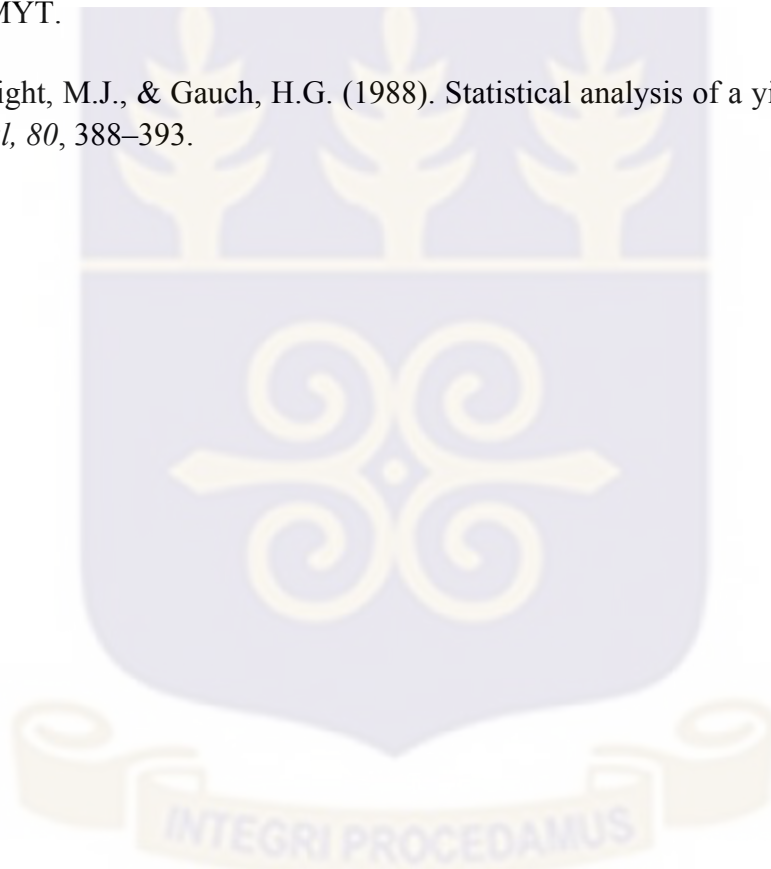 MYT.
ight, M.J., & Gauch, H.G. (1988). Statistical analysis of a yi
l, 80, 388–393.
INTEGRI PROCEDAMUS